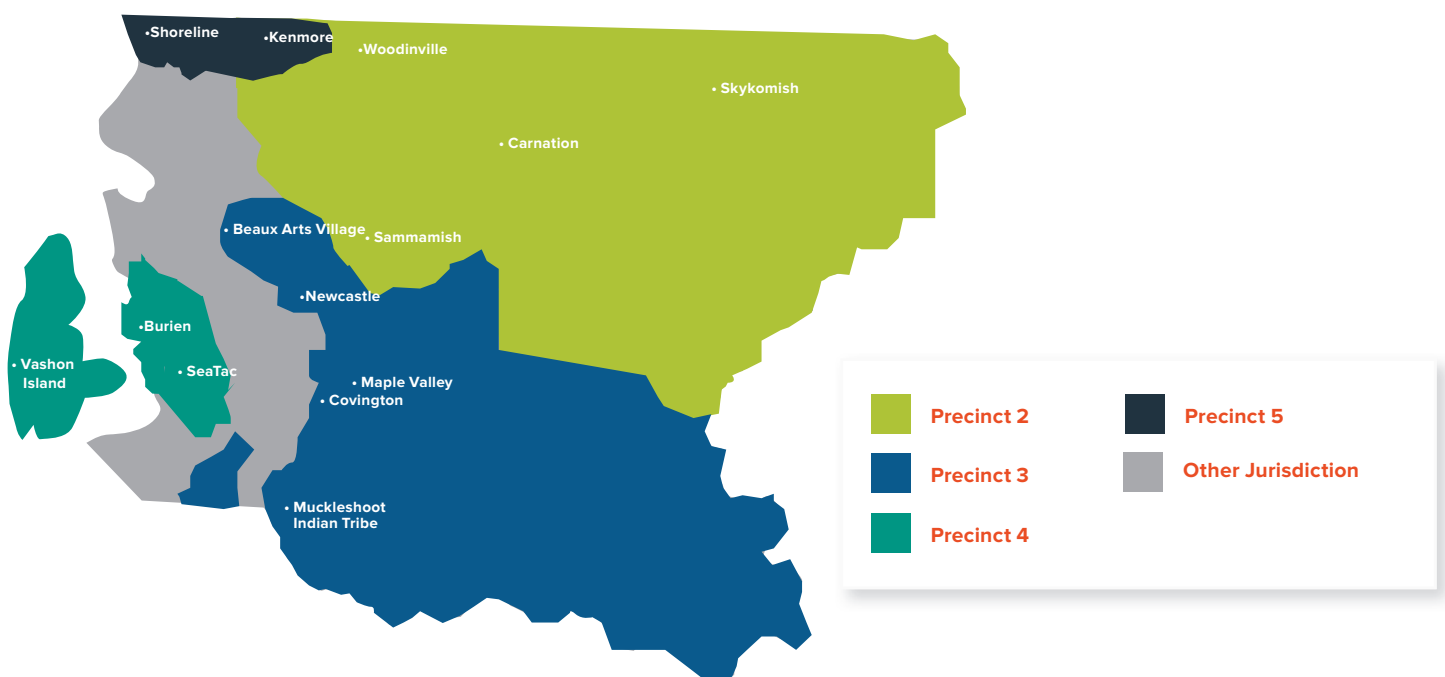 •Shoreline
•Kenmore
•Woodinville
• Skykomish
• Carnation
• Beaux Arts Village
• Sammamish
•Newcastle
•Burien
• Vashon
Island
• SeaTac
• Maple Valley
• Covington
• Muckleshoot
Indian Tribe
Precinct 2
Precinct 3
Precinct 4
Precinct 5
Other Jurisdiction